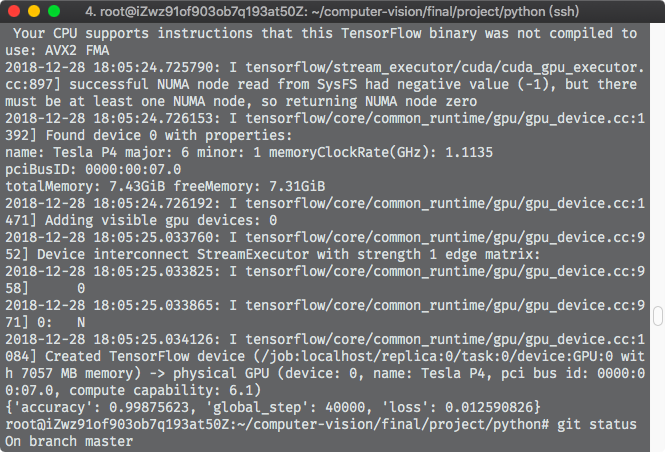 4. root@iZwz91of903ob7q193at50Z: ~/computer-vision/final/project/python (ssh)
Your CPU supports instructions that this TensorFlow binary was not compiled to
use: AVX2 FMA
2018-12-28 18:05:24.725790: I tensorflow/stream_executor/cuda/cuda_gpu_executor.
cc:897] successful NUMA node read from SysFS had negative value (-1), but there
must be at least one NUMA node, so returning NUMA node zero
2018-12-28 18:05:24.726153: I tensorflow/core/common_runtime/gpu/gpu_device.cc:1
392] Found device 0 with properties:
name: Tesla P4 major: 6 minor: 1 memoryClockRate(GHz): 1.1135
pciBusID: 0000:00:07.0
totalMemory: 7.43GiB freeMemory: 7.31GiB
2018-12-28 18:05:24.726192: I tensorflow/core/common_runtime/gpu/gpu_device.cc:1
471] Adding visible gpu devices: 0
2018-12-28 18:05:25.033760: I tensorflow/core/common_runtime/gpu/gpu_device.cc:9
52] Device interconnect StreamExecutor with strength 1 edge matrix:
2018-12-28 18:05:25.033825: I tensorflow/core/common_runtime/gpu/gpu_device.cc:9
58]      0
2018-12-28 18:05:25.033865: I tensorflow/core/common_runtime/gpu/gpu_device.cc:9
71] 0:   N
2018-12-28 18:05:25.034126: I tensorflow/core/common_runtime/gpu/gpu_device.cc:1
084] Created TensorFlow device (/job:localhost/replica:0/task:0/device:GPU:0 wit
h 7057 MB memory) -> physical GPU (device: 0, name: Tesla P4, pci bus id: 0000:0
0:07.0, compute capability: 6.1)
{'accuracy': 0.99875623, 'global_step': 40000, 'loss': 0.012590826}
root@iZwz91of903ob7q193at50Z:~/computer-vision/final/project/python# git status
On branch master